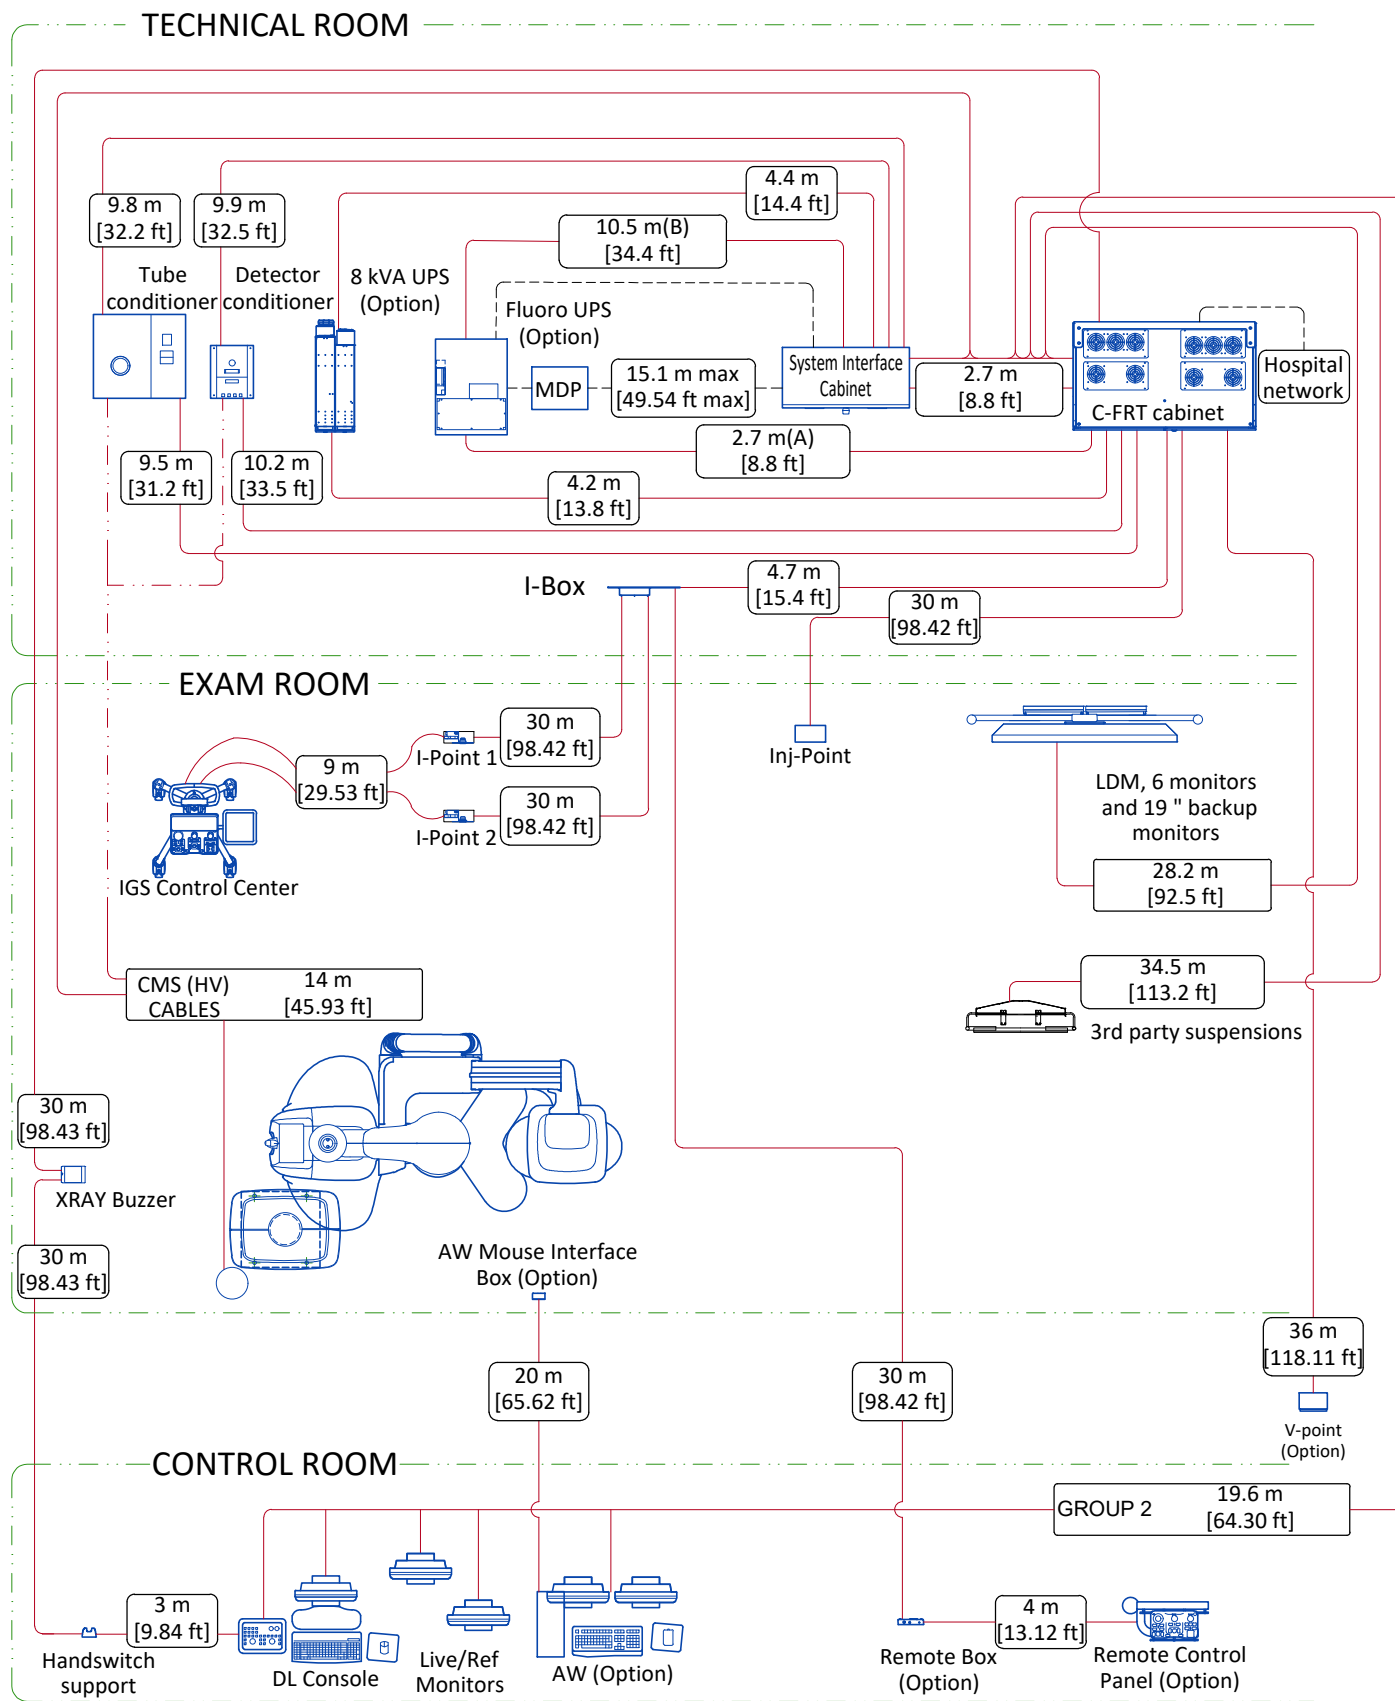 TECHNICAL ROOM
9.8 m
[32.2 ft]
9.9 m
[32.5 ft]
4.4 m
[14.4 ft]
10.5 m(B)
[34.4 ft]
Tube
conditioner
Detector
conditioner
8 kVA UPS
(Option)
Fluoro UPS
(Option)
MDP
15.1 m max
[49.54 ft max]
System Interface
Cabinet
2.7 m
[8.8 ft]
C-FRT cabinet
Hospital
network
2.7 m(A)
[8.8 ft]
9.5 m
[31.2 ft]
10.2 m
[33.5 ft]
4.2 m
[13.8 ft]
I-Box
4.7 m
[15.4 ft]
30 m
[98.42 ft]
EXAM ROOM
30 m
[98.42 ft]
I-Point 1
Inj-Point
9 m
[29.53 ft]
30 m
[98.42 ft]
I-Point 2
IGS Control Center
LDM, 6 monitors
and 19 " backup
monitors
28.2 m
[92.5 ft]
CMS (HV)
CABLES
14 m
[45.93 ft]
34.5 m
[113.2 ft]
3rd party suspensions
30 m
[98.43 ft]
XRAY Buzzer
30 m
[98.43 ft]
AW Mouse Interface
Box (Option)
36 m
[118.11 ft]
20 m
[65.62 ft]
30 m
[98.42 ft]
V-point
(Option)
CONTROL ROOM
GROUP 2
19.6 m
[64.30 ft]
3 m
[9.84 ft]
4 m
[13.12 ft]
Handswitch
support
DL Console
Live/Ref
Monitors
AW (Option)
Remote Box
(Option)
Remote Control
Panel (Option)